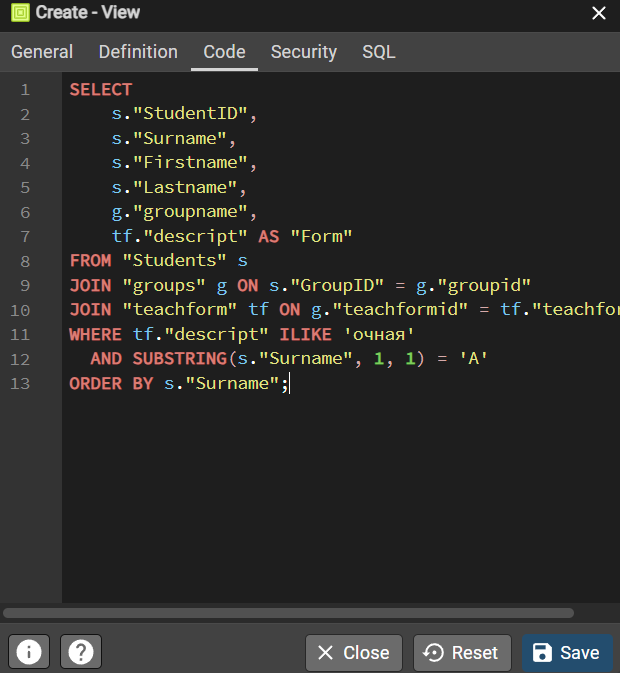 Create - View
General Definition Code Security SQL
1 SELECT
2 s."StudentID",
3 s."Surname",
4 s."Firstname",
5 s."Lastname",
6 g."groupname",
7 tf."descript" AS "Form"
8 FROM "Students" s
9 JOIN "groups" g ON s."GroupID" = g."groupid"
10 JOIN "teachform" tf ON g."teachformid" = tf."teachfor
11 WHERE tf."descript" ILIKE 'очная'
12 AND SUBSTRING(s."Surname", 1, 1) = 'А'
13 ORDER BY s."Surname";
Close Reset Save